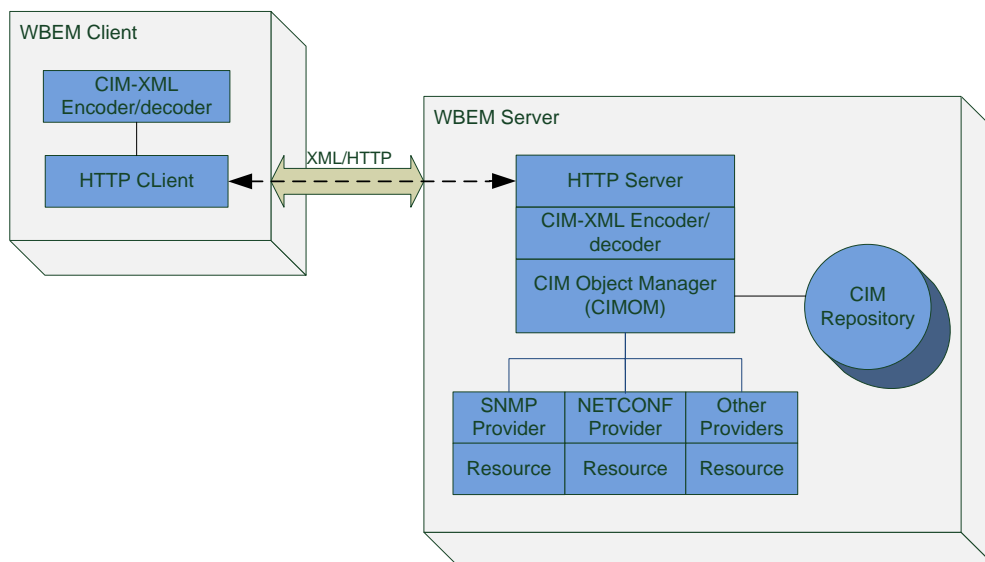 WBEM Client
CIM-XML
Encoder/decoder
HTTP CLient
XML/HTTP
WBEM Server
HTTP Server
CIM-XML Encoder/
decoder
CIM Object Manager
(CIMOM)
CIM
Repository
SNMP
Provider
NETCONF
Provider
Other
Providers
Resource
Resource
Resource